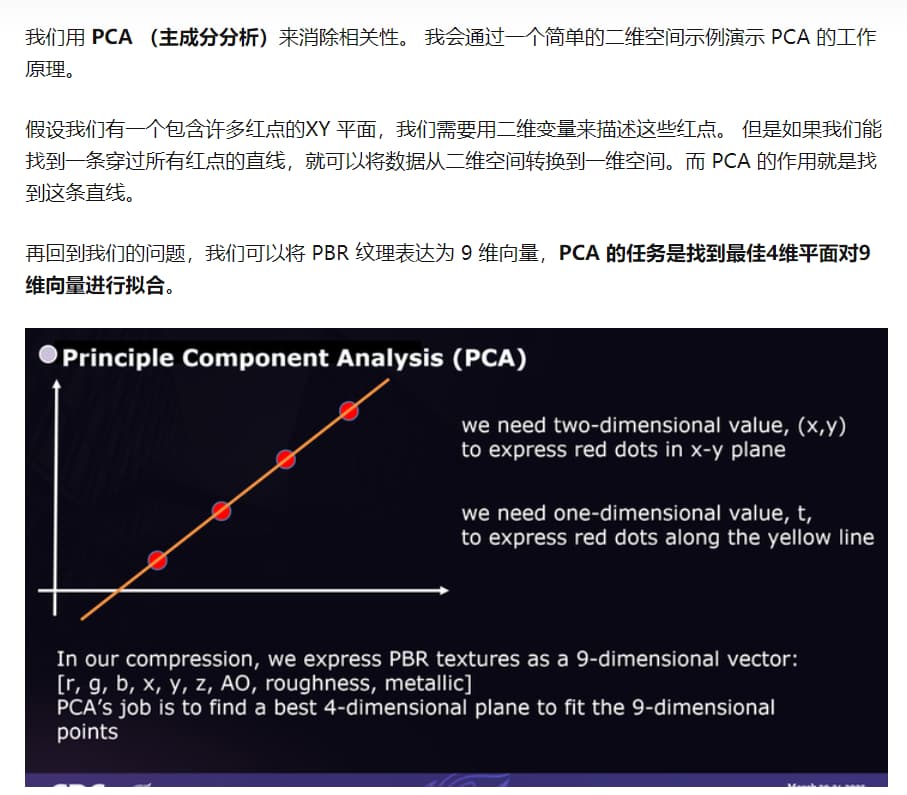 我们用 PCA （主成分分析）来消除相关性。 我会通过一个简单的二维空间示例演示 PCA 的工作
原理。
假设我们有一个包含许多红点的XY 平面，我们需要用二维变量来描述这些红点。 但是如果我们能
找到一条穿过所有红点的直线，就可以将数据从二维空间转换到一维空间。而 PCA 的作用就是找
到这条直线。
再回到我们的问题，我们可以将 PBR 纹理表达为 9 维向量，PCA 的任务是找到最佳4维平面对9
维向量进行拟合。
Principle Component Analysis (PCA)
we need two-dimensional value, (x,y)
to express red dots in x-y plane
we need one-dimensional value, t,
to express red dots along the yellow line
In our compression, we express PBR textures as a 9-dimensional vector:
[r, g, b, x, y, z, AO, roughness, metallic]
PCA's job is to find a best 4-dimensional plane to fit the 9-dimensional
points